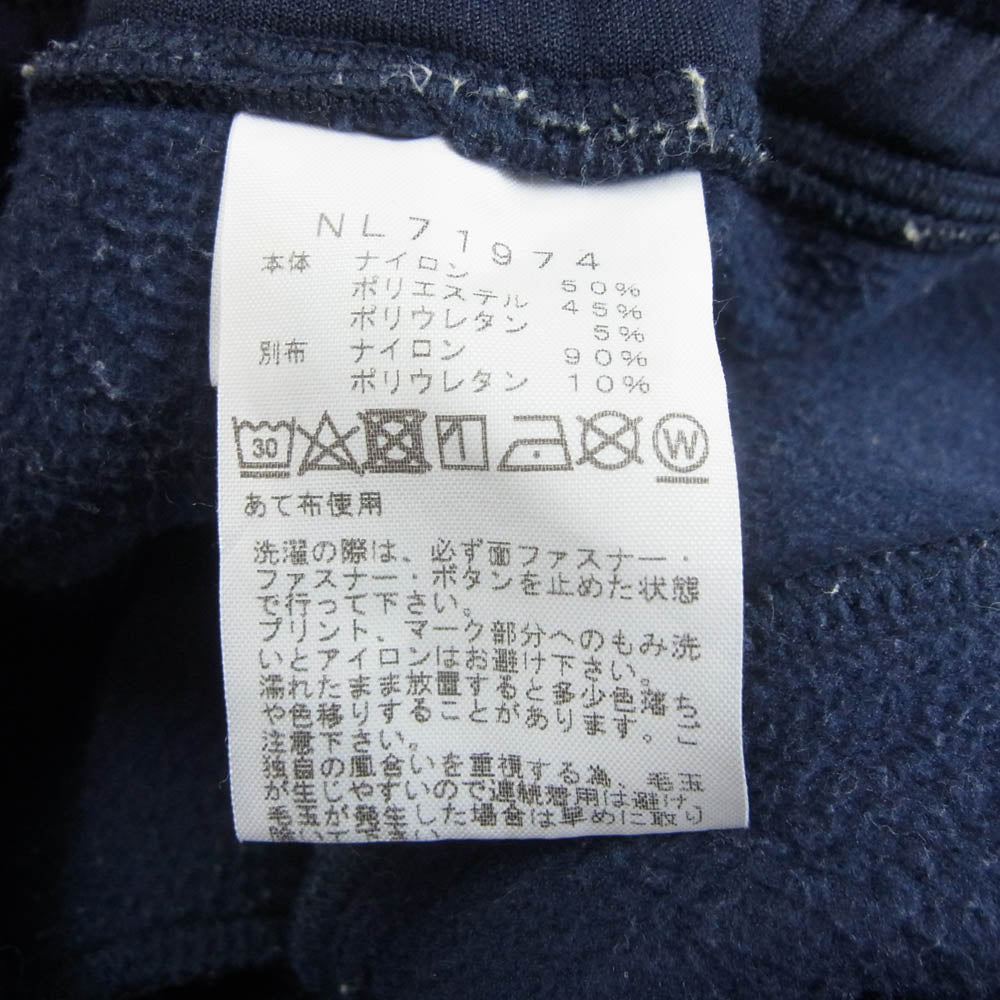 NL71974
本体 ナイロン 50%
ポリエステル 45%
ポリウレタン 5%
別布 ナイロン 90%
ポリウレタン 10%
30 W
あて布使用
洗濯の際は、必ず面ファスナー・
ファスナー・ボタンを止めた状態
で行って下さい。
プリント、マーク部分へのもみ洗
いとアイロンはお避け下さい。
濡れたまま放置すると多少色落ち
や色移りすることがあります。ご
注意下さい。
独自の風合いを重視する為、毛玉
が生じやすいので連続着用は避け
毛玉が発生した場合は早めに取り
除いて下さい